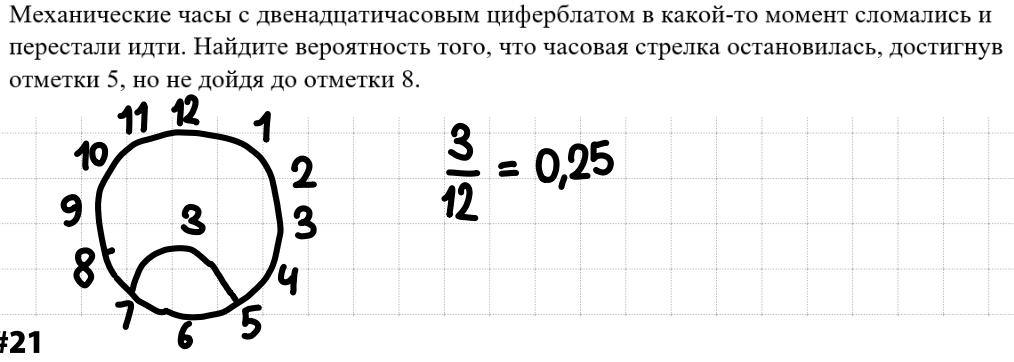 Механические часы с двенадцатичасовым циферблатом в какой-то момент сломались и
перестали идти. Найдите вероятность того, что часовая стрелка остановилась, достигнув
отметки 5, но не дойдя до отметки 8.
11 12 1
10 2
9 3 3
8 4
7 6 5
3/12 = 0,25
#21